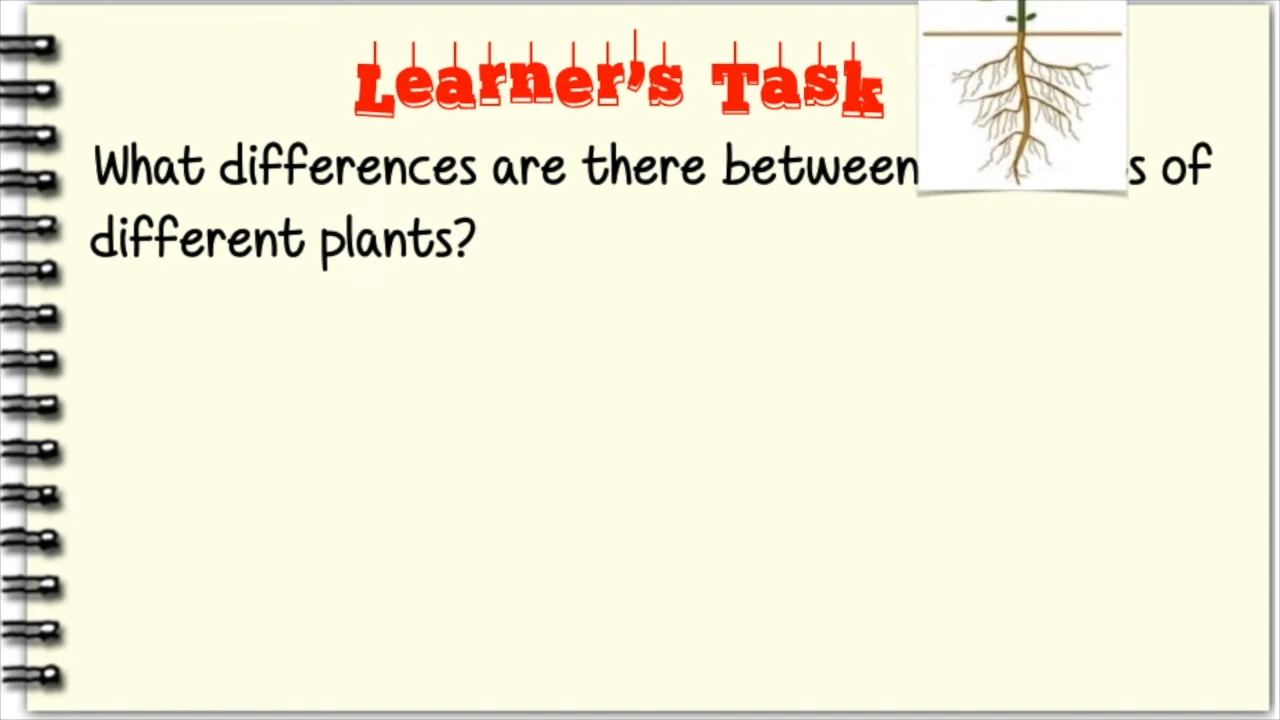 Learner's Task
What differences are there between of
different plants?